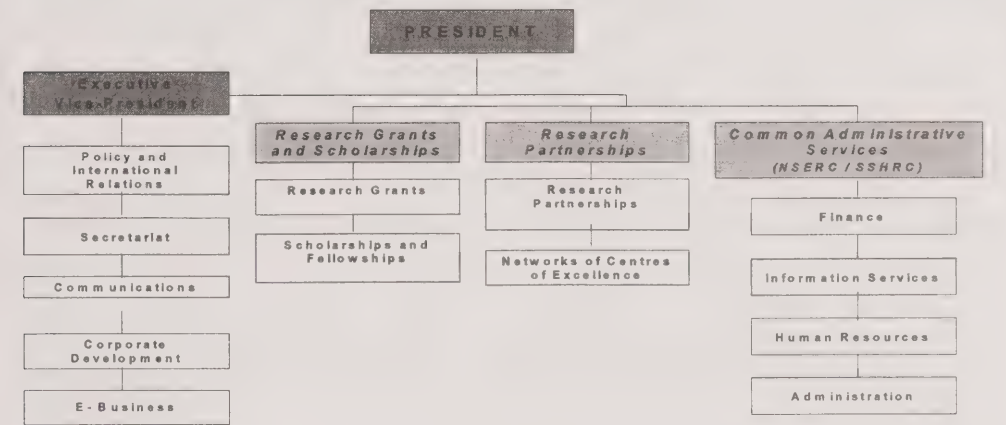 PRESIDENT
Executive
Vice-President
Policy and
International
Relations
Secretariat
Communications
Corporate
Development
E-Business
Research Grants
and Scholarships
Research Grants
Scholarships and
Fellowships
Research
Partnerships
Research
Partnerships
Networks of Centres
of Excellence
Common Administrative
Services
(NSERC / SSHRC)
Finance
Information Services
Human Resources
Administration